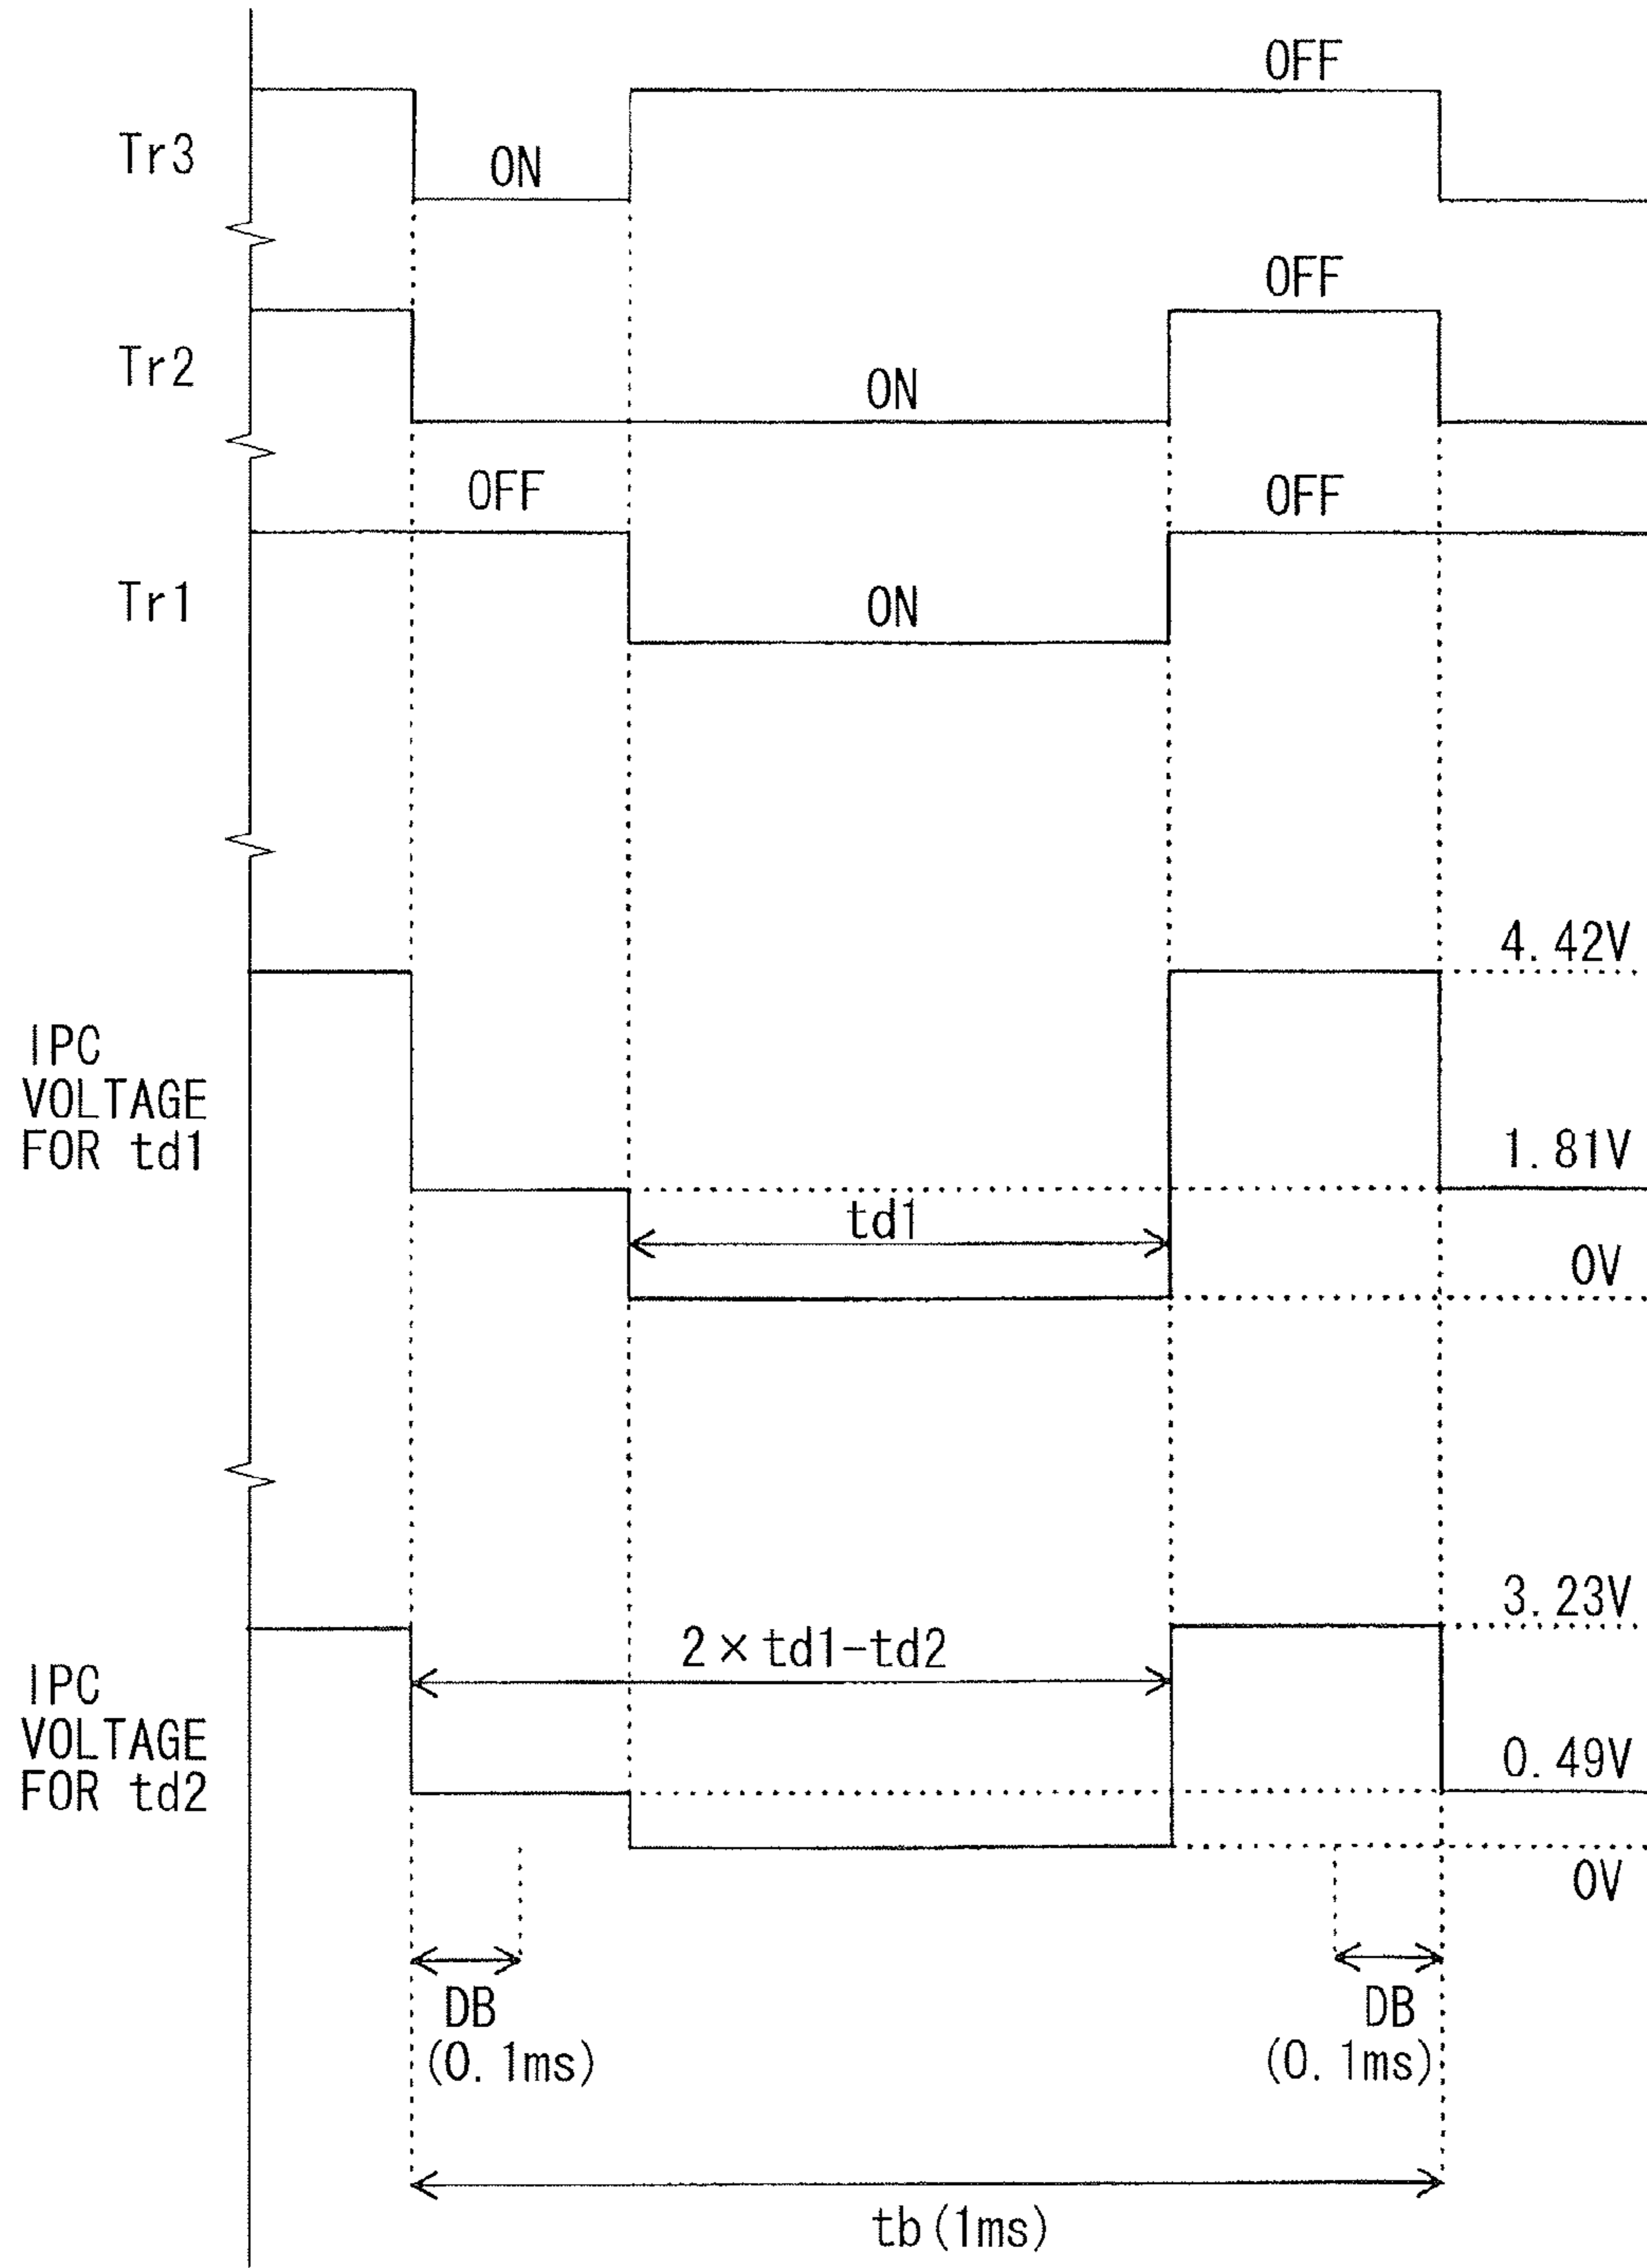 OFF
Tr3
ON
OFF
Tr2
ON
OFF
OFF
Tr1
ON
4.42V
IPC
VOLTAGE
FOR td1
1.81V
td1
0V
3.23V
2×td1-td2
IPC
VOLTAGE
FOR td2
0.49V
0V
DB
(0.1ms)
DB
(0.1ms)
tb(1ms)